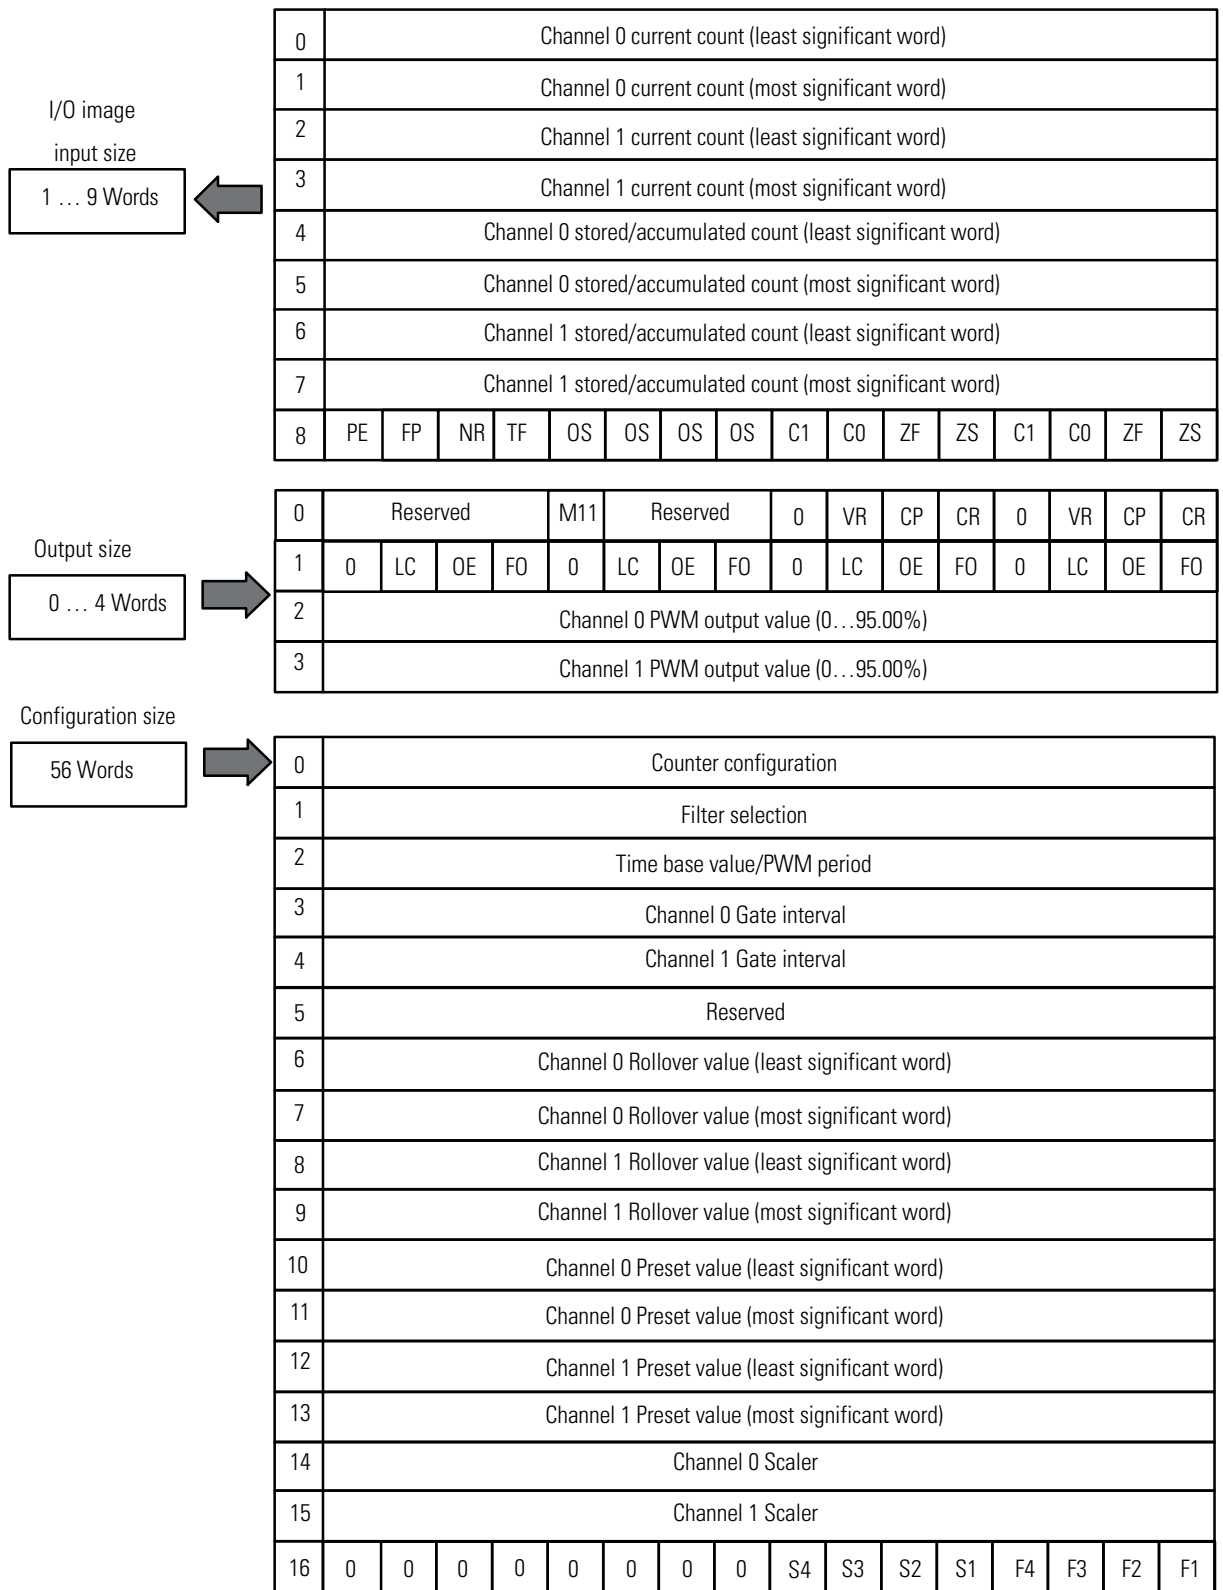 0 Channel 0 current count (least significant word)
1 Channel 0 current count (most significant word)
I/O image
input size
1 … 9 Words
2 Channel 1 current count (least significant word)
3 Channel 1 current count (most significant word)
4 Channel 0 stored/accumulated count (least significant word)
5 Channel 0 stored/accumulated count (most significant word)
6 Channel 1 stored/accumulated count (least significant word)
7 Channel 1 stored/accumulated count (most significant word)
8 PE FP NR TF OS OS OS OS C1 C0 ZF ZS C1 C0 ZF ZS
Output size
0 … 4 Words
0 Reserved M11 Reserved 0 VR CP CR 0 VR CP CR
1 0 LC OE FO 0 LC OE FO 0 LC OE FO 0 LC OE FO
2 Channel 0 PWM output value (0…95.00%)
3 Channel 1 PWM output value (0…95.00%)
Configuration size
56 Words
0 Counter configuration
1 Filter selection
2 Time base value/PWM period
3 Channel 0 Gate interval
4 Channel 1 Gate interval
5 Reserved
6 Channel 0 Rollover value (least significant word)
7 Channel 0 Rollover value (most significant word)
8 Channel 1 Rollover value (least significant word)
9 Channel 1 Rollover value (most significant word)
10 Channel 0 Preset value (least significant word)
11 Channel 0 Preset value (most significant word)
12 Channel 1 Preset value (least significant word)
13 Channel 1 Preset value (most significant word)
14 Channel 0 Scaler
15 Channel 1 Scaler
16 0 0 0 0 0 0 0 0 S4 S3 S2 S1 F4 F3 F2 F1